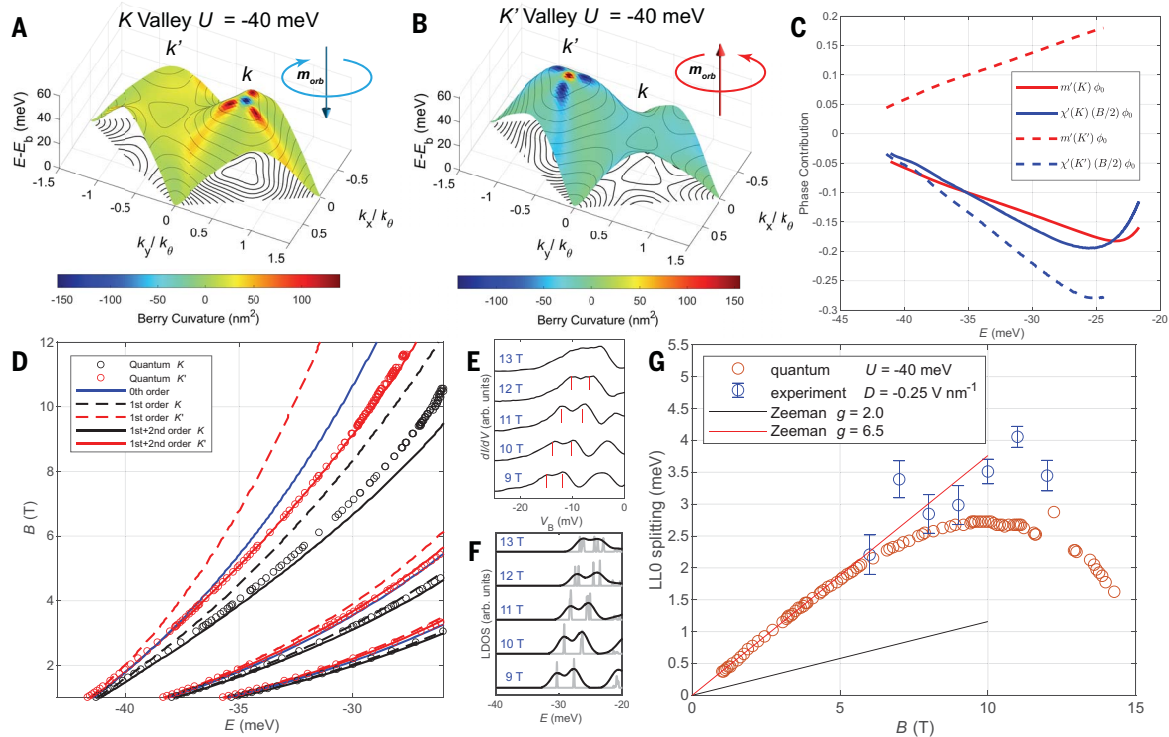 A
K Valley U = -40 meV
k'
k
m_orb
E-E_b (meV)
60
40
20
0
-1.5
-1
-0.5
0
0.5
1
1.5
k_y/ k_θ
-0.5
0
k_x/ k_θ
-150
-100
-50
0
50
100
Berry Curvature (nm²)
B
K' Valley U = -40 meV
k'
k
m_orb
E-E_b (meV)
60
40
20
0
-1.5
-1
-0.5
0
0.5
1
1.5
k_y/ k_θ
-0.5
0
k_x/ k_θ
-150
-100
-50
0
50
100
Berry Curvature (nm²)
C
Phase Contribution
0.2
0.15
0.1
0.05
0
-0.05
-0.1
-0.15
-0.2
-0.25
-0.3
m'(K) ϕ₀
χ'(K) (B/2) ϕ₀
m'(K') ϕ₀
χ'(K') (B/2) ϕ₀
-45
-40
-35
-30
-25
-20
E (meV)
D
B (T)
12
10
8
6
4
2
Quantum K
Quantum K'
0th order
1st order K
1st order K'
1st+2nd order K
1st+2nd order K'
-40
-35
-30
E (meV)
E
dI/dV (arb. units)
13 T
12 T
11 T
10 T
9 T
-20
-10
0
V_B (mV)
F
LDOS (arb. units)
13 T
12 T
11 T
10 T
9 T
-40
-30
-20
E (meV)
G
LL0 splitting (meV)
5.5
5
4.5
4
3.5
3
2.5
2
1.5
1
0.5
0
quantum U = -40 meV
experiment D = -0.25 V nm⁻¹
Zeeman g = 2.0
Zeeman g = 6.5
0
5
10
15
B (T)